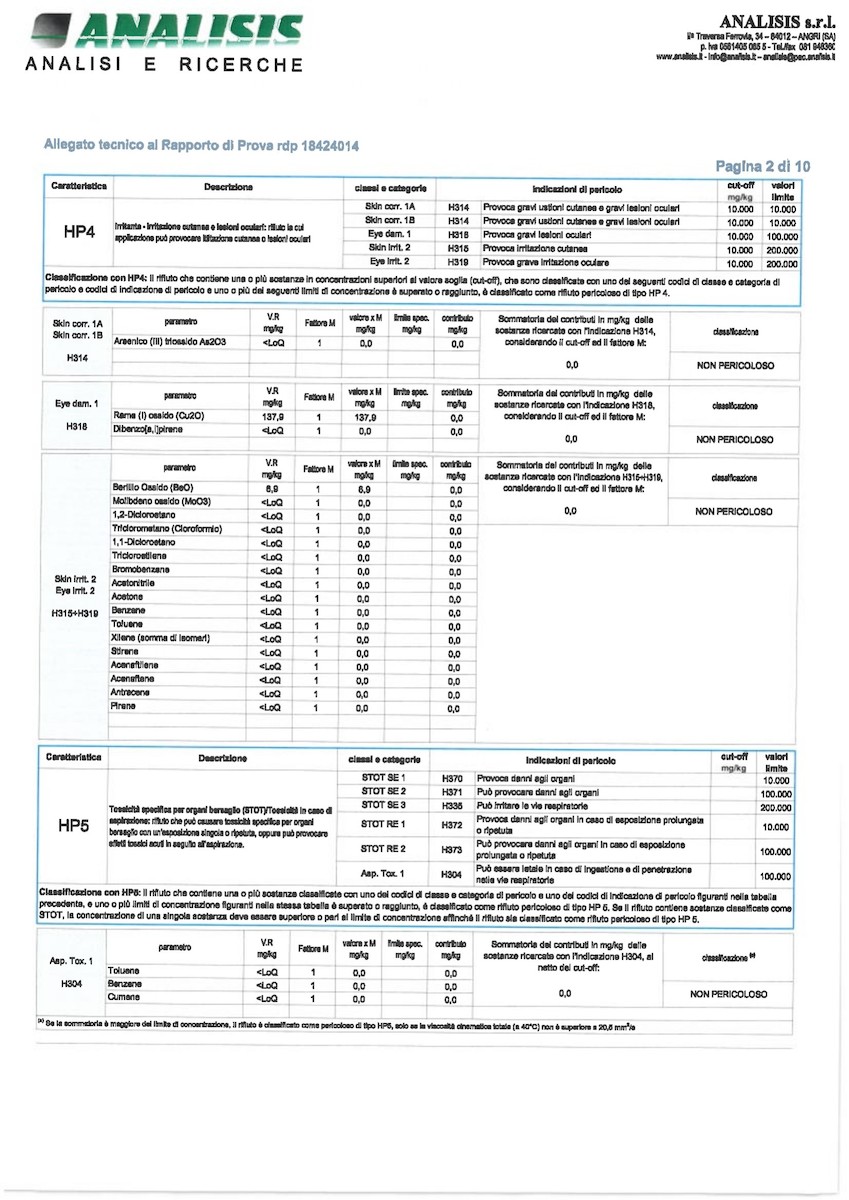 ANALISIS
ANALISI E RICERCHE
ANALISIS s.r.l.
IIª Traversa Ferrovia, 34 – 84012 – ANGRI (SA)
p. iva 0561405 065 5 - Tel./fax 081 946360
www.analisis.it - info@analisis.it – analisis@pec.analisis.it
Allegato tecnico al Rapporto di Prova rdp 18424014
Pagina 2 di 10
Caratteristica Descrizione classi e categorie indicazioni di pericolo cut-off mg/kg valori limite
HP4
Irritante - Irritazione cutanea e lesioni oculari: rifiuto la cui
applicazione può provocare irritazione cutanea o lesioni oculari
Skin corr. 1A H314 Provoca gravi ustioni cutanee e gravi lesioni oculari 10.000 10.000
Skin corr. 1B H314 Provoca gravi ustioni cutanee e gravi lesioni oculari 10.000 10.000
Eye dam. 1 H318 Provoca gravi lesioni oculari 10.000 100.000
Skin irrit. 2 H315 Provoca irritazione cutanea 10.000 200.000
Eye irrit. 2 H319 Provoca grave irritazione oculare 10.000 200.000
Classificazione con HP4: Il rifiuto che contiene una o più sostanze in concentrazioni superiori al valore soglia (cut-off), che sono classificate con uno dei seguenti codici di classe e categoria di
pericolo e codici di indicazione di pericolo e uno o più dei seguenti limiti di concentrazione è superato o raggiunto, è classificato come rifiuto pericoloso di tipo HP 4.
Skin corr. 1A
Skin corr. 1B
H314
parametro V.R mg/kg Fattore M valore x M mg/kg limite spec. mg/kg contributo mg/kg
Arsenico (III) triossido As2O3 <LoQ 1 0,0 0,0
Sommatoria dei contributi in mg/kg delle
sostanze ricercate con l'indicazione H314,
considerando il cut-off ed il fattore M:
0,0
classificazione
NON PERICOLOSO
Eye dam. 1
H318
parametro V.R mg/kg Fattore M valore x M mg/kg limite spec. mg/kg contributo mg/kg
Rame (I) ossido (Cu2O) 137,9 1 137,9 0,0
Dibenzo[a,l]pirene <LoQ 1 0,0 0,0
Sommatoria dei contributi in mg/kg delle
sostanze ricercate con l'indicazione H318,
considerando il cut-off ed il fattore M:
0,0
classificazione
NON PERICOLOSO
Skin irrit. 2
Eye irrit. 2
H315÷H319
parametro V.R mg/kg Fattore M valore x M mg/kg limite spec. mg/kg contributo mg/kg
Berillio Ossido (BeO) 6,9 1 6,9 0,0
Molibdeno ossido (MoO3) <LoQ 1 0,0 0,0
1,2-Dicloroetano <LoQ 1 0,0 0,0
Triclorometano (Cloroformio) <LoQ 1 0,0 0,0
1,1-Dicloroetano <LoQ 1 0,0 0,0
Tricloroetilene <LoQ 1 0,0 0,0
Bromobenzene <LoQ 1 0,0 0,0
Acetonitrile <LoQ 1 0,0 0,0
Acetone <LoQ 1 0,0 0,0
Benzene <LoQ 1 0,0 0,0
Toluene <LoQ 1 0,0 0,0
Xilene (somma di isomeri) <LoQ 1 0,0 0,0
Stirene <LoQ 1 0,0 0,0
Acenaftilene <LoQ 1 0,0 0,0
Acenaftene <LoQ 1 0,0 0,0
Antracene <LoQ 1 0,0 0,0
Pirene <LoQ 1 0,0 0,0
Sommatoria dei contributi in mg/kg delle
sostanze ricercate con l'indicazione H315÷H319,
considerando il cut-off ed il fattore M:
0,0
classificazione
NON PERICOLOSO
Caratteristica Descrizione classi e categorie indicazioni di pericolo cut-off mg/kg valori limite
HP5
Tossicità specifica per organi bersaglio (STOT)/Tossicità in caso di
aspirazione: rifiuto che può causare tossicità specifica per organi
bersaglio con un'esposizione singola o ripetuta, oppure può provocare
effetti tossici acuti in seguito all'aspirazione.
STOT SE 1 H370 Provoca danni agli organi 10.000
STOT SE 2 H371 Può provocare danni agli organi 100.000
STOT SE 3 H335 Può irritare le vie respiratorie 200.000
STOT RE 1 H372 Provoca danni agli organi in caso di esposizione prolungata
o ripetuta 10.000
STOT RE 2 H373 Può provocare danni agli organi in caso di esposizione
prolungata o ripetuta 100.000
Asp. Tox. 1 H304 Può essere letale in caso di ingestione e di penetrazione
nelle vie respiratorie 100.000
Classificazione con HP5: Il rifiuto che contiene una o più sostanze classificate con uno dei codici di classe e categoria di pericolo e uno dei codici di indicazione di pericolo figuranti nella tabella
precedente, e uno o più limiti di concentrazione figuranti nella stessa tabella è superato o raggiunto, è classificato come rifiuto pericoloso di tipo HP 5. Se il rifiuto contiene sostanze classificate come
STOT, la concentrazione di una singola sostanza deve essere superiore o pari al limite di concentrazione affinché il rifiuto sia classificato come rifiuto pericoloso di tipo HP 5.
Asp. Tox. 1
H304
parametro V.R mg/kg Fattore M valore x M mg/kg limite spec. mg/kg contributo mg/kg
Toluene <LoQ 1 0,0 0,0
Benzene <LoQ 1 0,0 0,0
Cumene <LoQ 1 0,0 0,0
Sommatoria dei contributi in mg/kg delle
sostanze ricercate con l'indicazione H304, al
netto dei cut-off:
0,0
classificazione (*)
NON PERICOLOSO
(*) Se la sommatoria è maggiore del limite di concentrazione, il rifiuto è classificato come pericoloso di tipo HP5, solo se la viscosità cinematica totale (a 40°C) non è superiore a 20,5 mm²/s